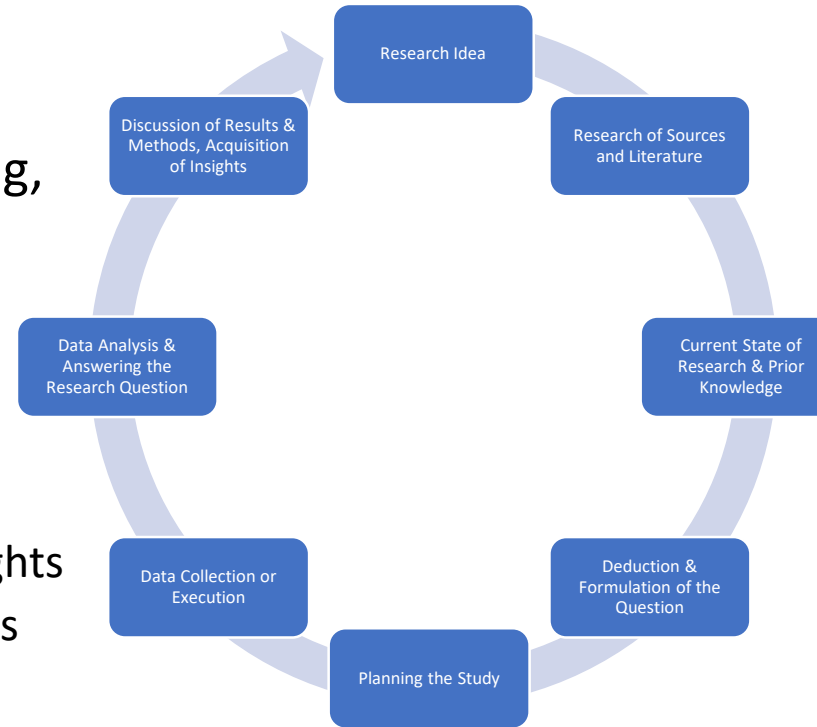 Research Idea
Research of Sources
and Literature
Current State of
Research & Prior
Knowledge
Deduction &
Formulation of the
Question
Planning the Study
Data Collection or
Execution
Data Analysis &
Answering the
Research Question
Discussion of Results &
Methods, Acquisition
of Insights
g,
ghts
s